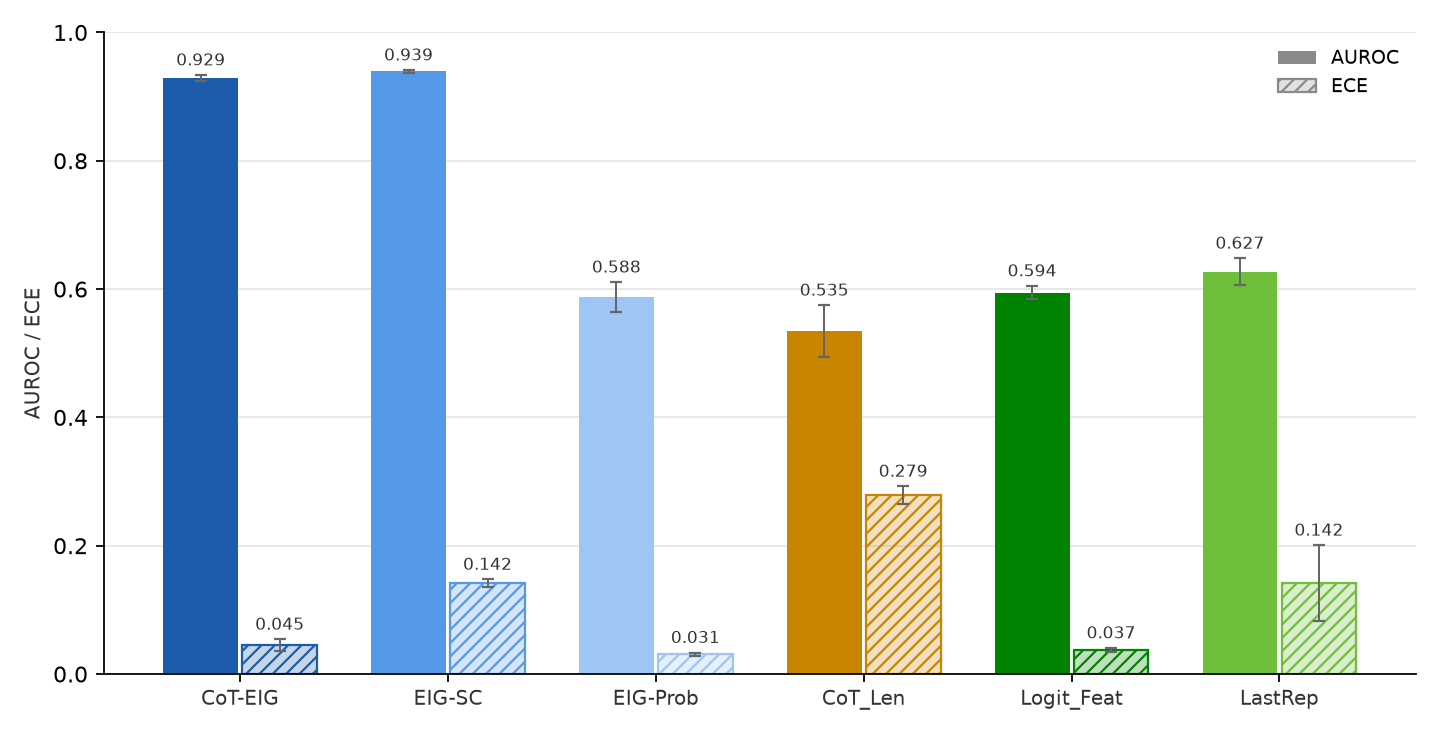 AUROC / ECE
1.0
0.8
0.6
0.4
0.2
0.0
AUROC
ECE
0.929
0.045
0.939
0.142
0.588
0.031
0.535
0.279
0.594
0.037
0.627
0.142
CoT-EIG
EIG-SC
EIG-Prob
CoT_Len
Logit_Feat
LastRep